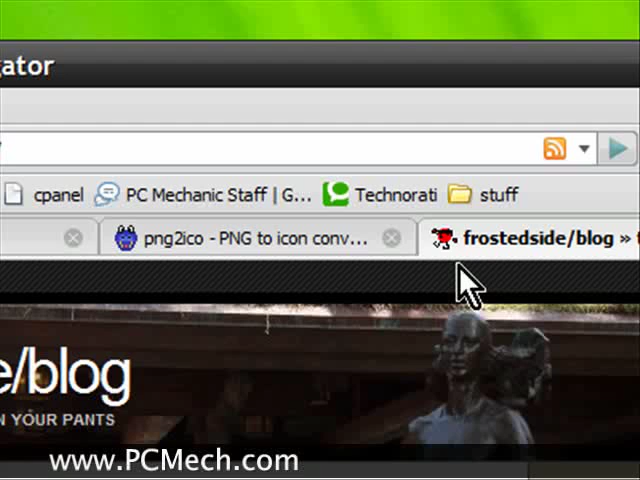 gator
cpanel PC Mechanic Staff | G... Technorati stuff
png2ico - PNG to icon conv... frostedside/blog »
e/blog
N YOUR PANTS
www.PCMech.com